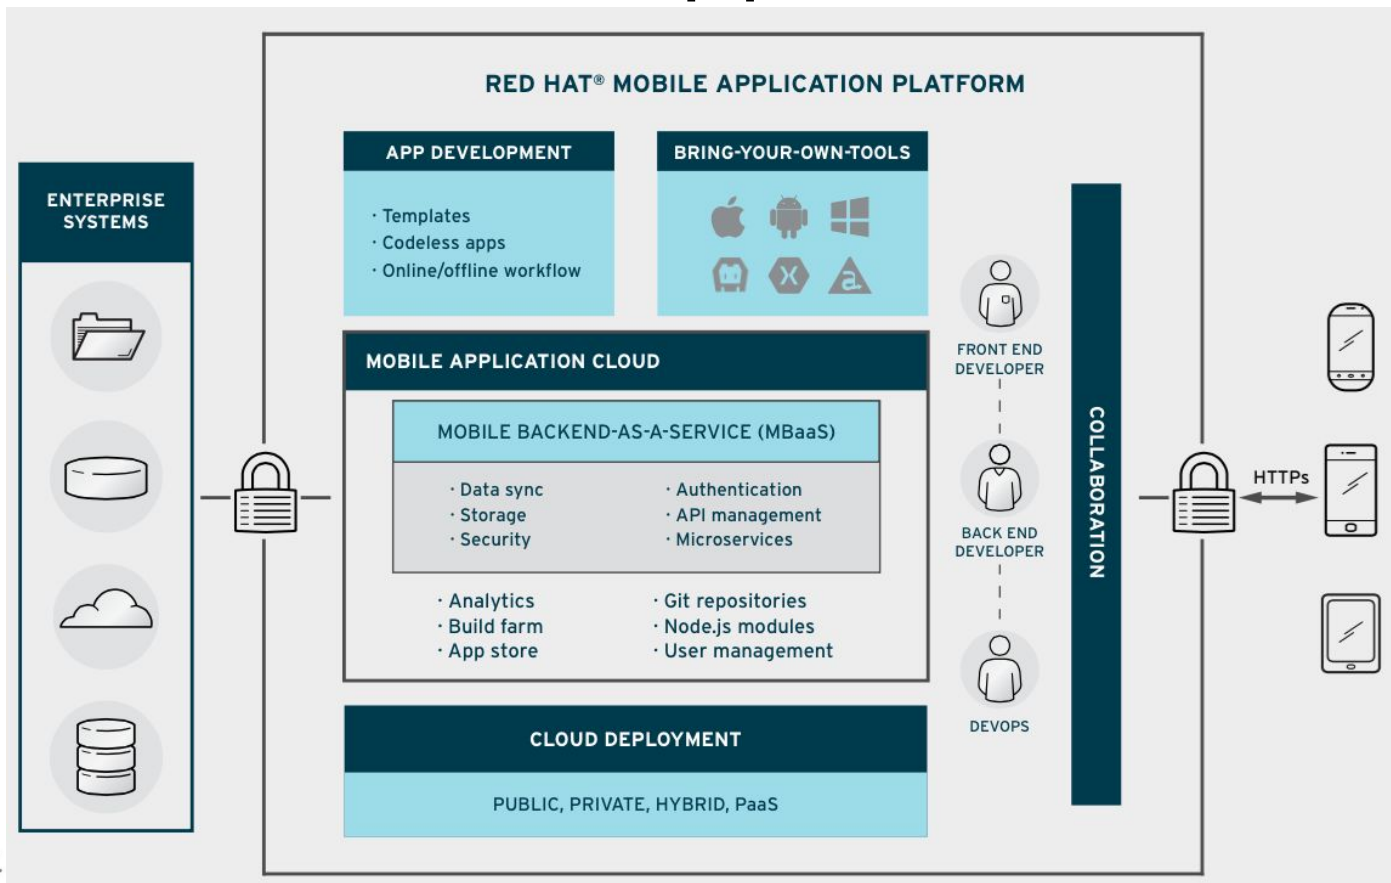 RED HAT® MOBILE APPLICATION PLATFORM
ENTERPRISE
SYSTEMS
APP DEVELOPMENT
· Templates
· Codeless apps
· Online/offline workflow
BRING-YOUR-OWN-TOOLS
MOBILE APPLICATION CLOUD
MOBILE BACKEND-AS-A-SERVICE (MBaaS)
· Data sync
· Storage
· Security
· Authentication
· API management
· Microservices
· Analytics
· Build farm
· App store
· Git repositories
· Node.js modules
· User management
CLOUD DEPLOYMENT
PUBLIC, PRIVATE, HYBRID, PaaS
FRONT END
DEVELOPER
BACK END
DEVELOPER
DEVOPS
COLLABORATION
HTTPs